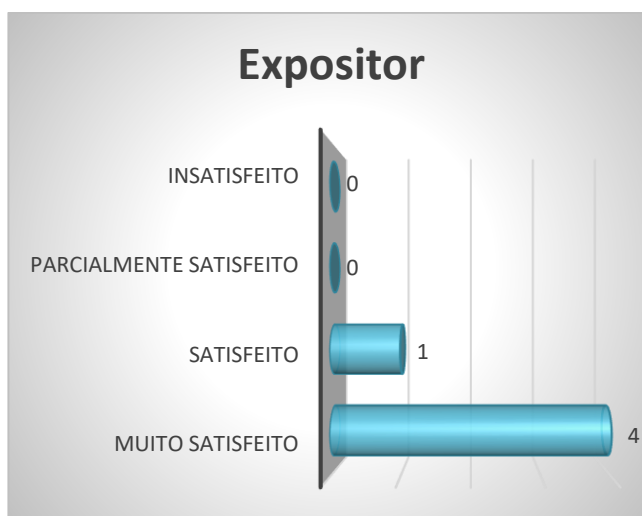 Expositor
INSATISFEITO 0
PARCIALMENTE SATISFEITO 0
SATISFEITO 1
MUITO SATISFEITO 4